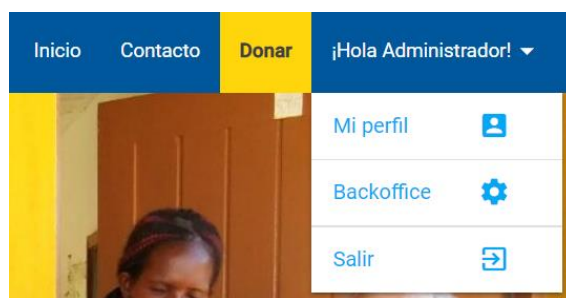 Inicio Contacto Donar ¡Hola Administrador!
Mi perfil
Backoffice
Salir